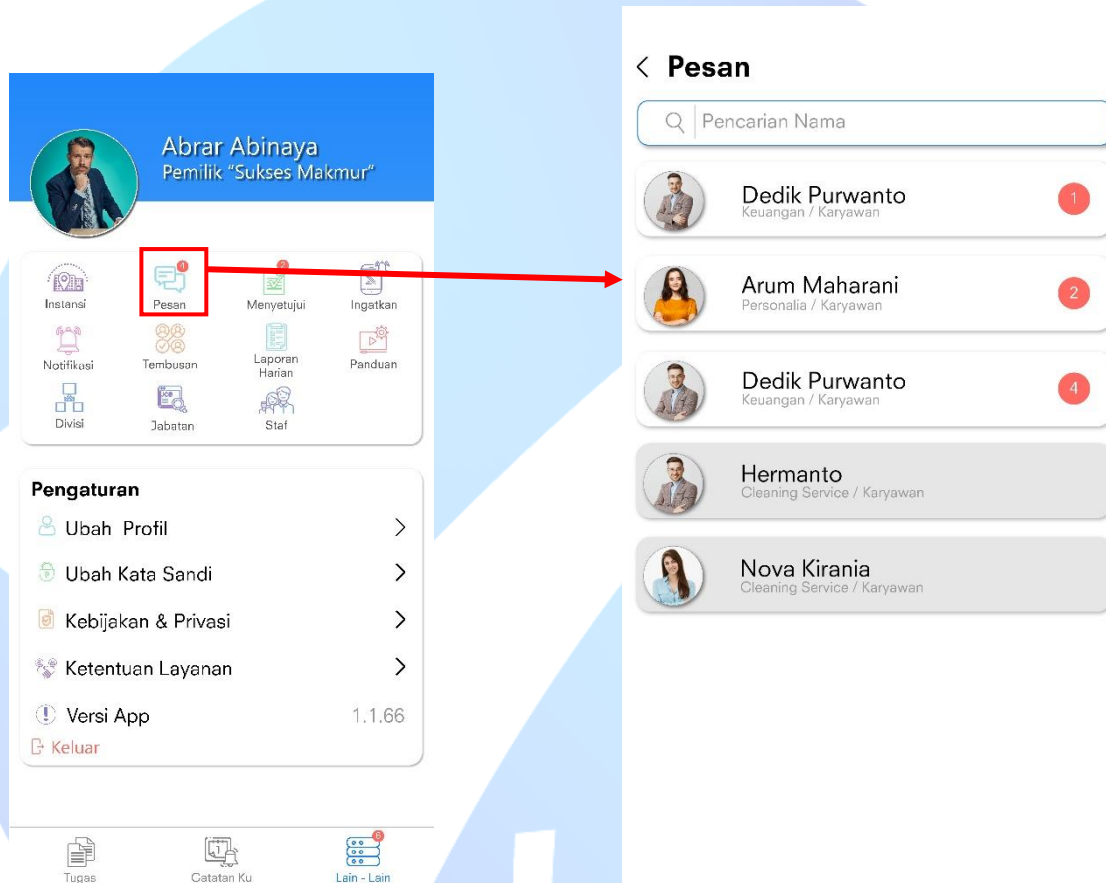 Abrar Abinaya
Pemilik "Sukses Makmur"
Instansi
4
Pesan
2
Menyetujui
Ingatkan
Notifikasi
Tembusan
Laporan
Harian
Panduan
Divisi
JOB
Jabatan
Staf
Pengaturan
Ubah Profil
Ubah Kata Sandi
Kebijakan & Privasi
Ketentuan Layanan
Versi App 1.1.66
Keluar
Tugas
1
Catatan Ku
6
Lain - Lain
< Pesan
Pencarian Nama
Dedik Purwanto
Keuangan / Karyawan
1
Arum Maharani
Personalia / Karyawan
2
Dedik Purwanto
Keuangan / Karyawan
4
Hermanto
Cleaning Service / Karyawan
Nova Kirania
Cleaning Service / Karyawan